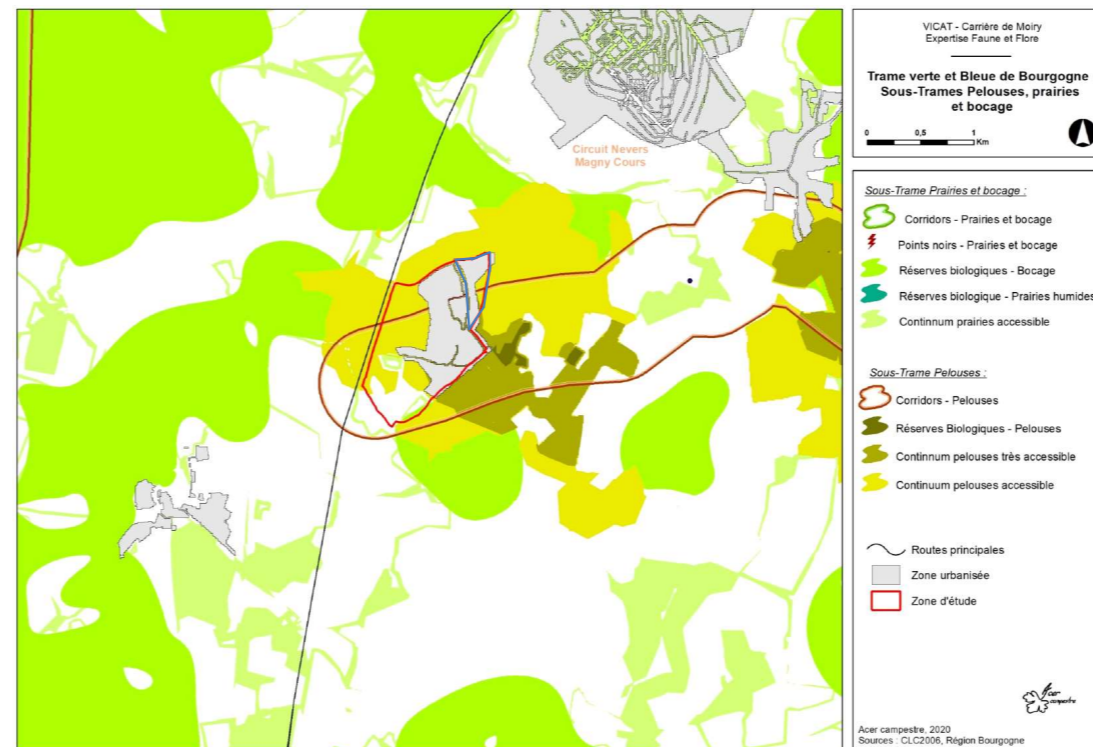 VICAT - Carrière de Moiry
Expertise Faune et Flore
Trame verte et Bleue de Bourgogne
Sous-Trames Pelouses, prairies
et bocage
0 0,5 1
Km
Circuit Nevers
Magny Cours
Sous-Trame Prairies et bocage :
Corridors - Prairies et bocage
Points noirs - Prairies et bocage
Réserves biologiques - Bocage
Réserves biologique - Prairies humides
Continnum prairies accessible
Sous-Trame Pelouses :
Corridors - Pelouses
Réserves Biologiques - Pelouses
Continnum pelouses très accessible
Continuum pelouses accessible
Routes principales
Zone urbanisée
Zone d'étude
Acer
campestre
Acer campestre, 2020
Sources : CLC2006, Région Bourgogne